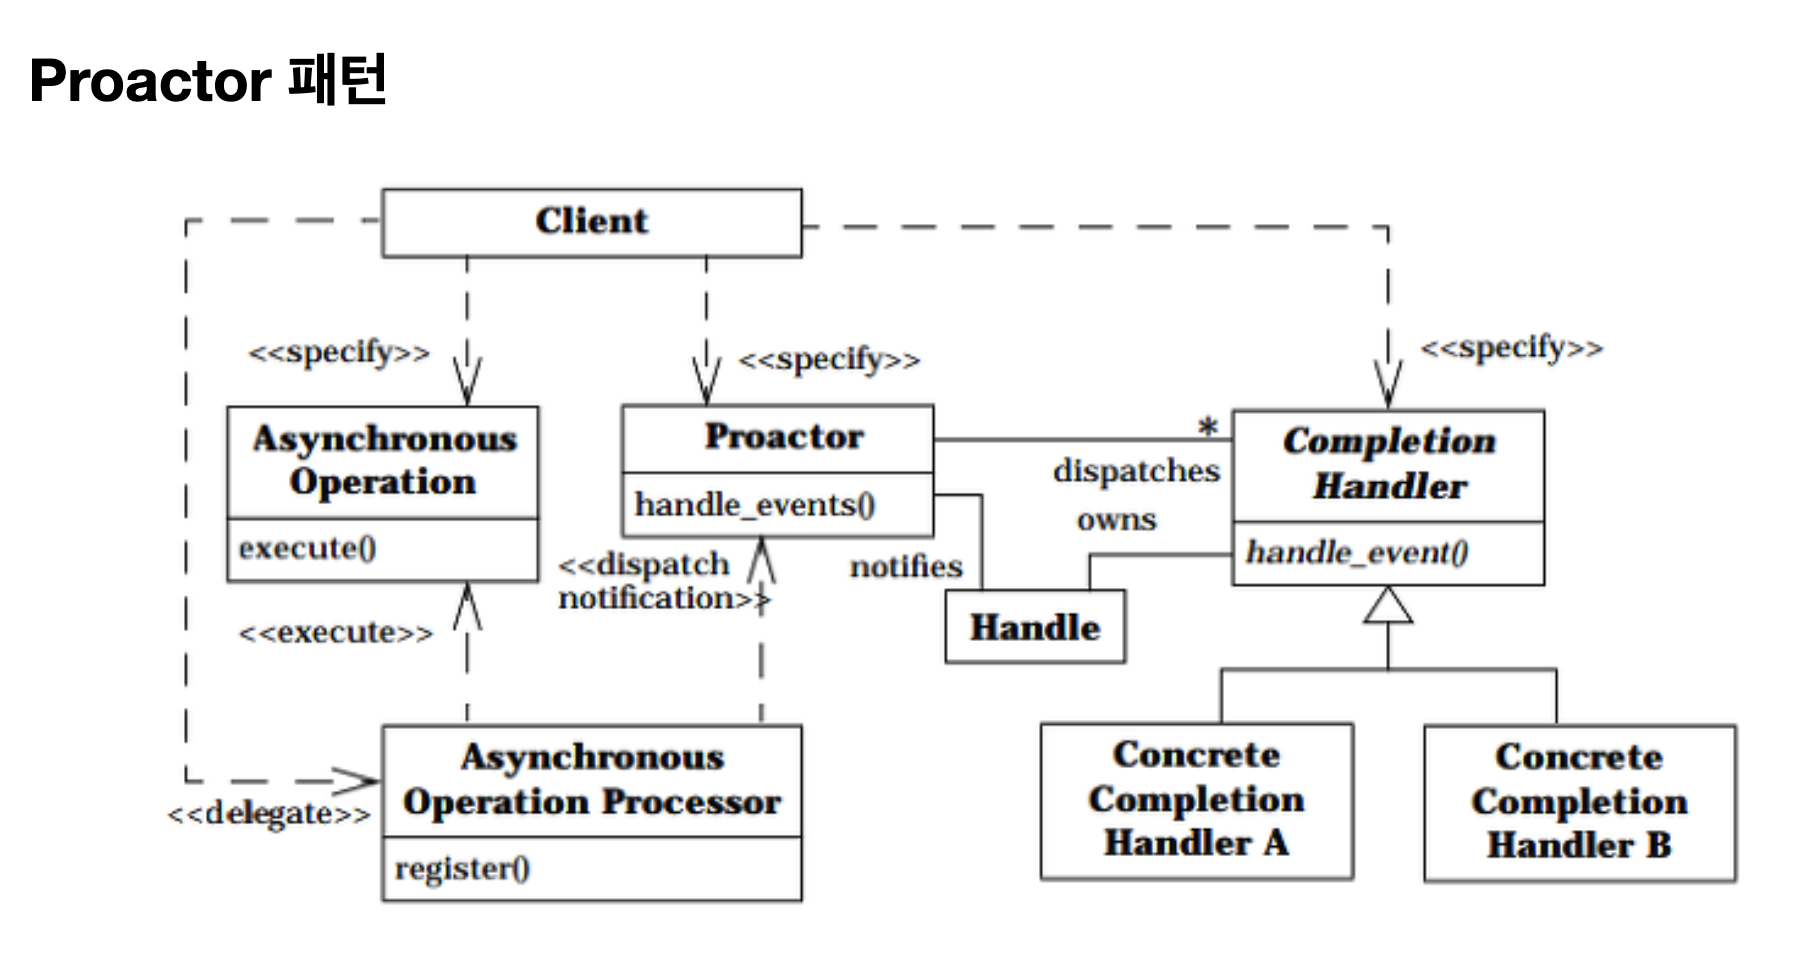 Proactor 패턴
Client
<<specify>>
<<specify>>
<<specify>>
Asynchronous
Operation
execute()
Proactor
handle_events()
*
dispatches
owns
Completion
Handler
handle_event()
<<dispatch
notification>>
notifies
Handle
<<execute>>
<<delegate>>
Asynchronous
Operation Processor
register()
Concrete
Completion
Handler A
Concrete
Completion
Handler B